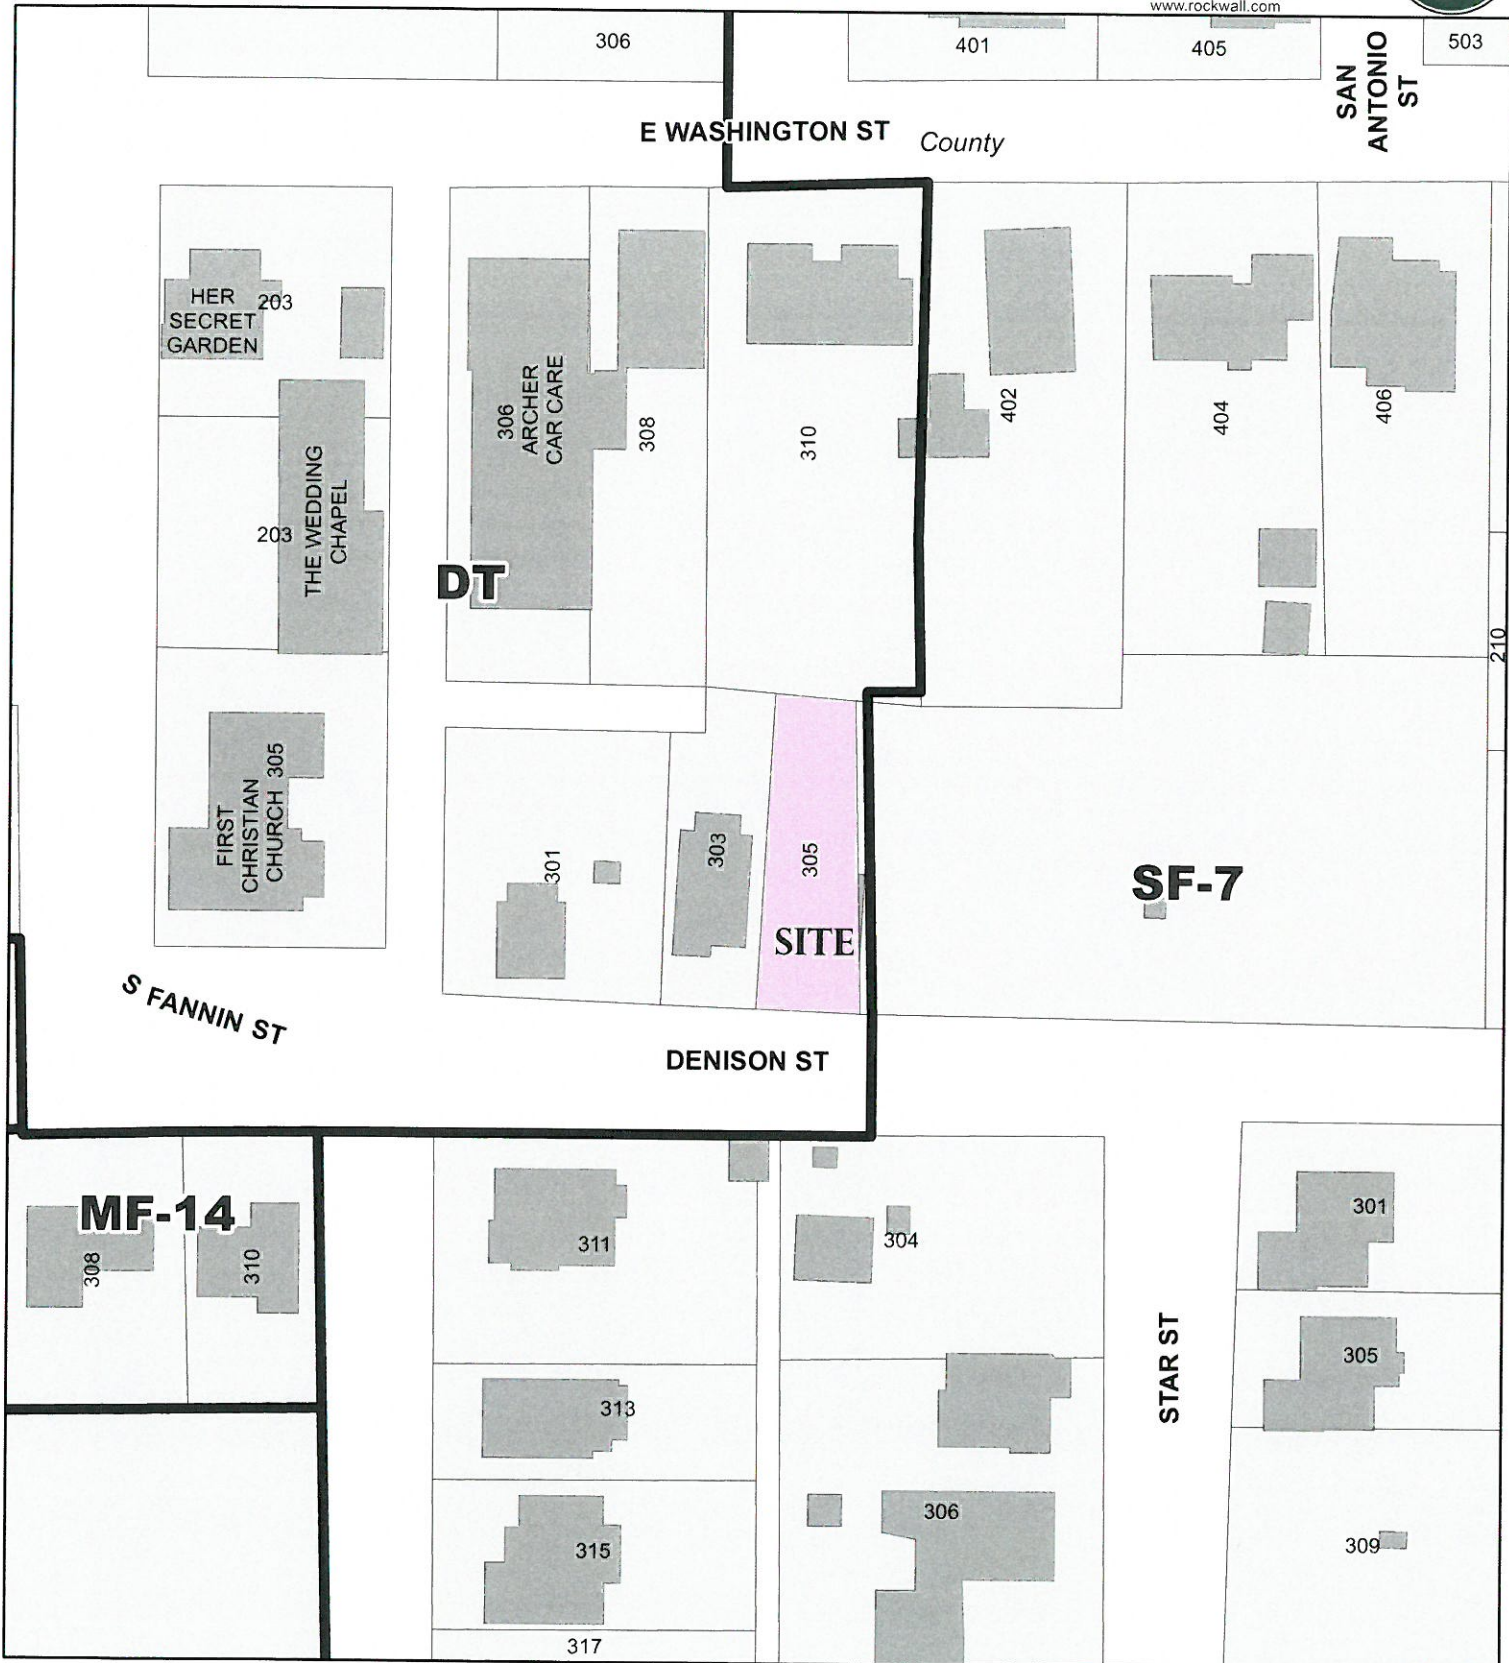 www.rockwall.com
306
401
405
SAN
ANTONIO
ST
503
E WASHINGTON ST
County
HER
SECRET
GARDEN
203
306
ARCHER
CAR CARE
308
310
402
404
406
203
THE WEDDING
CHAPEL
DT
210
FIRST
CHRISTIAN
CHURCH 305
301
303
305
SITE
SF-7
S FANNIN ST
DENISON ST
MF-14
308
310
311
304
301
STAR ST
305
313
306
315
309
317